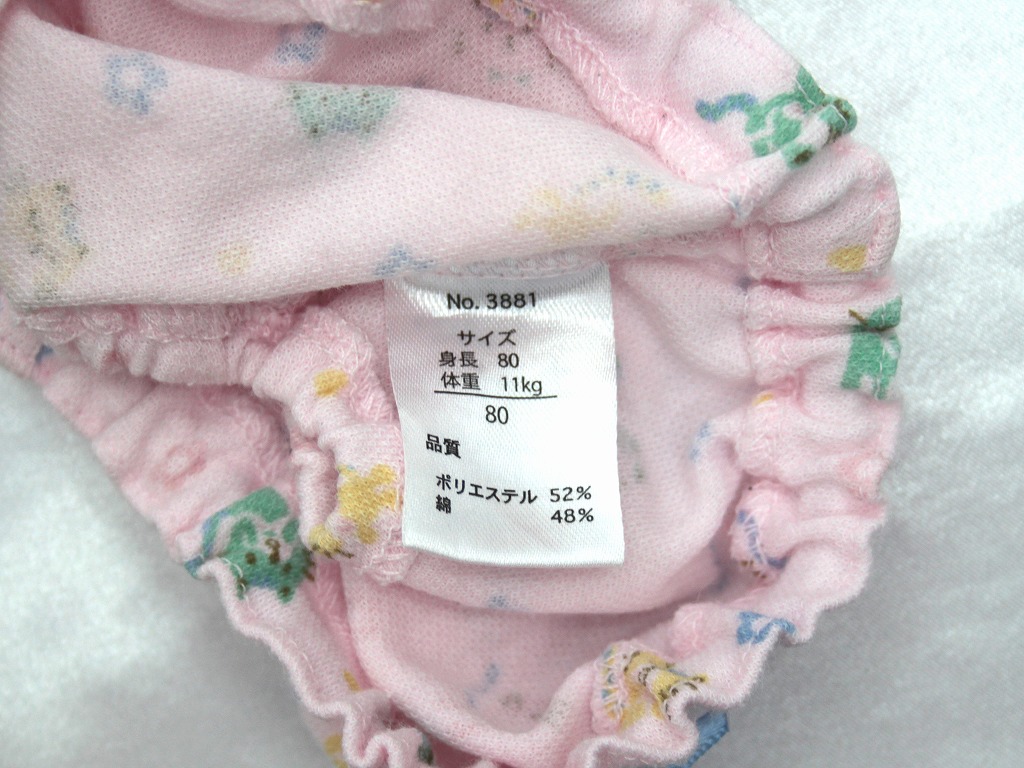 No. 3881
サイズ
身長 80
体重 11kg
80
品質
ポリエステル 52%
綿 48%